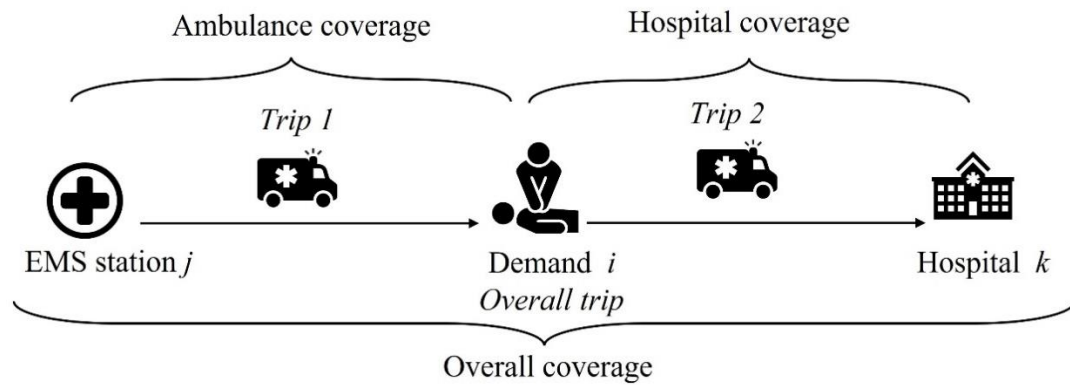 Ambulance coverage
Hospital coverage
Trip 1
Trip 2
EMS station j
Demand i
Hospital k
Overall trip
Overall coverage